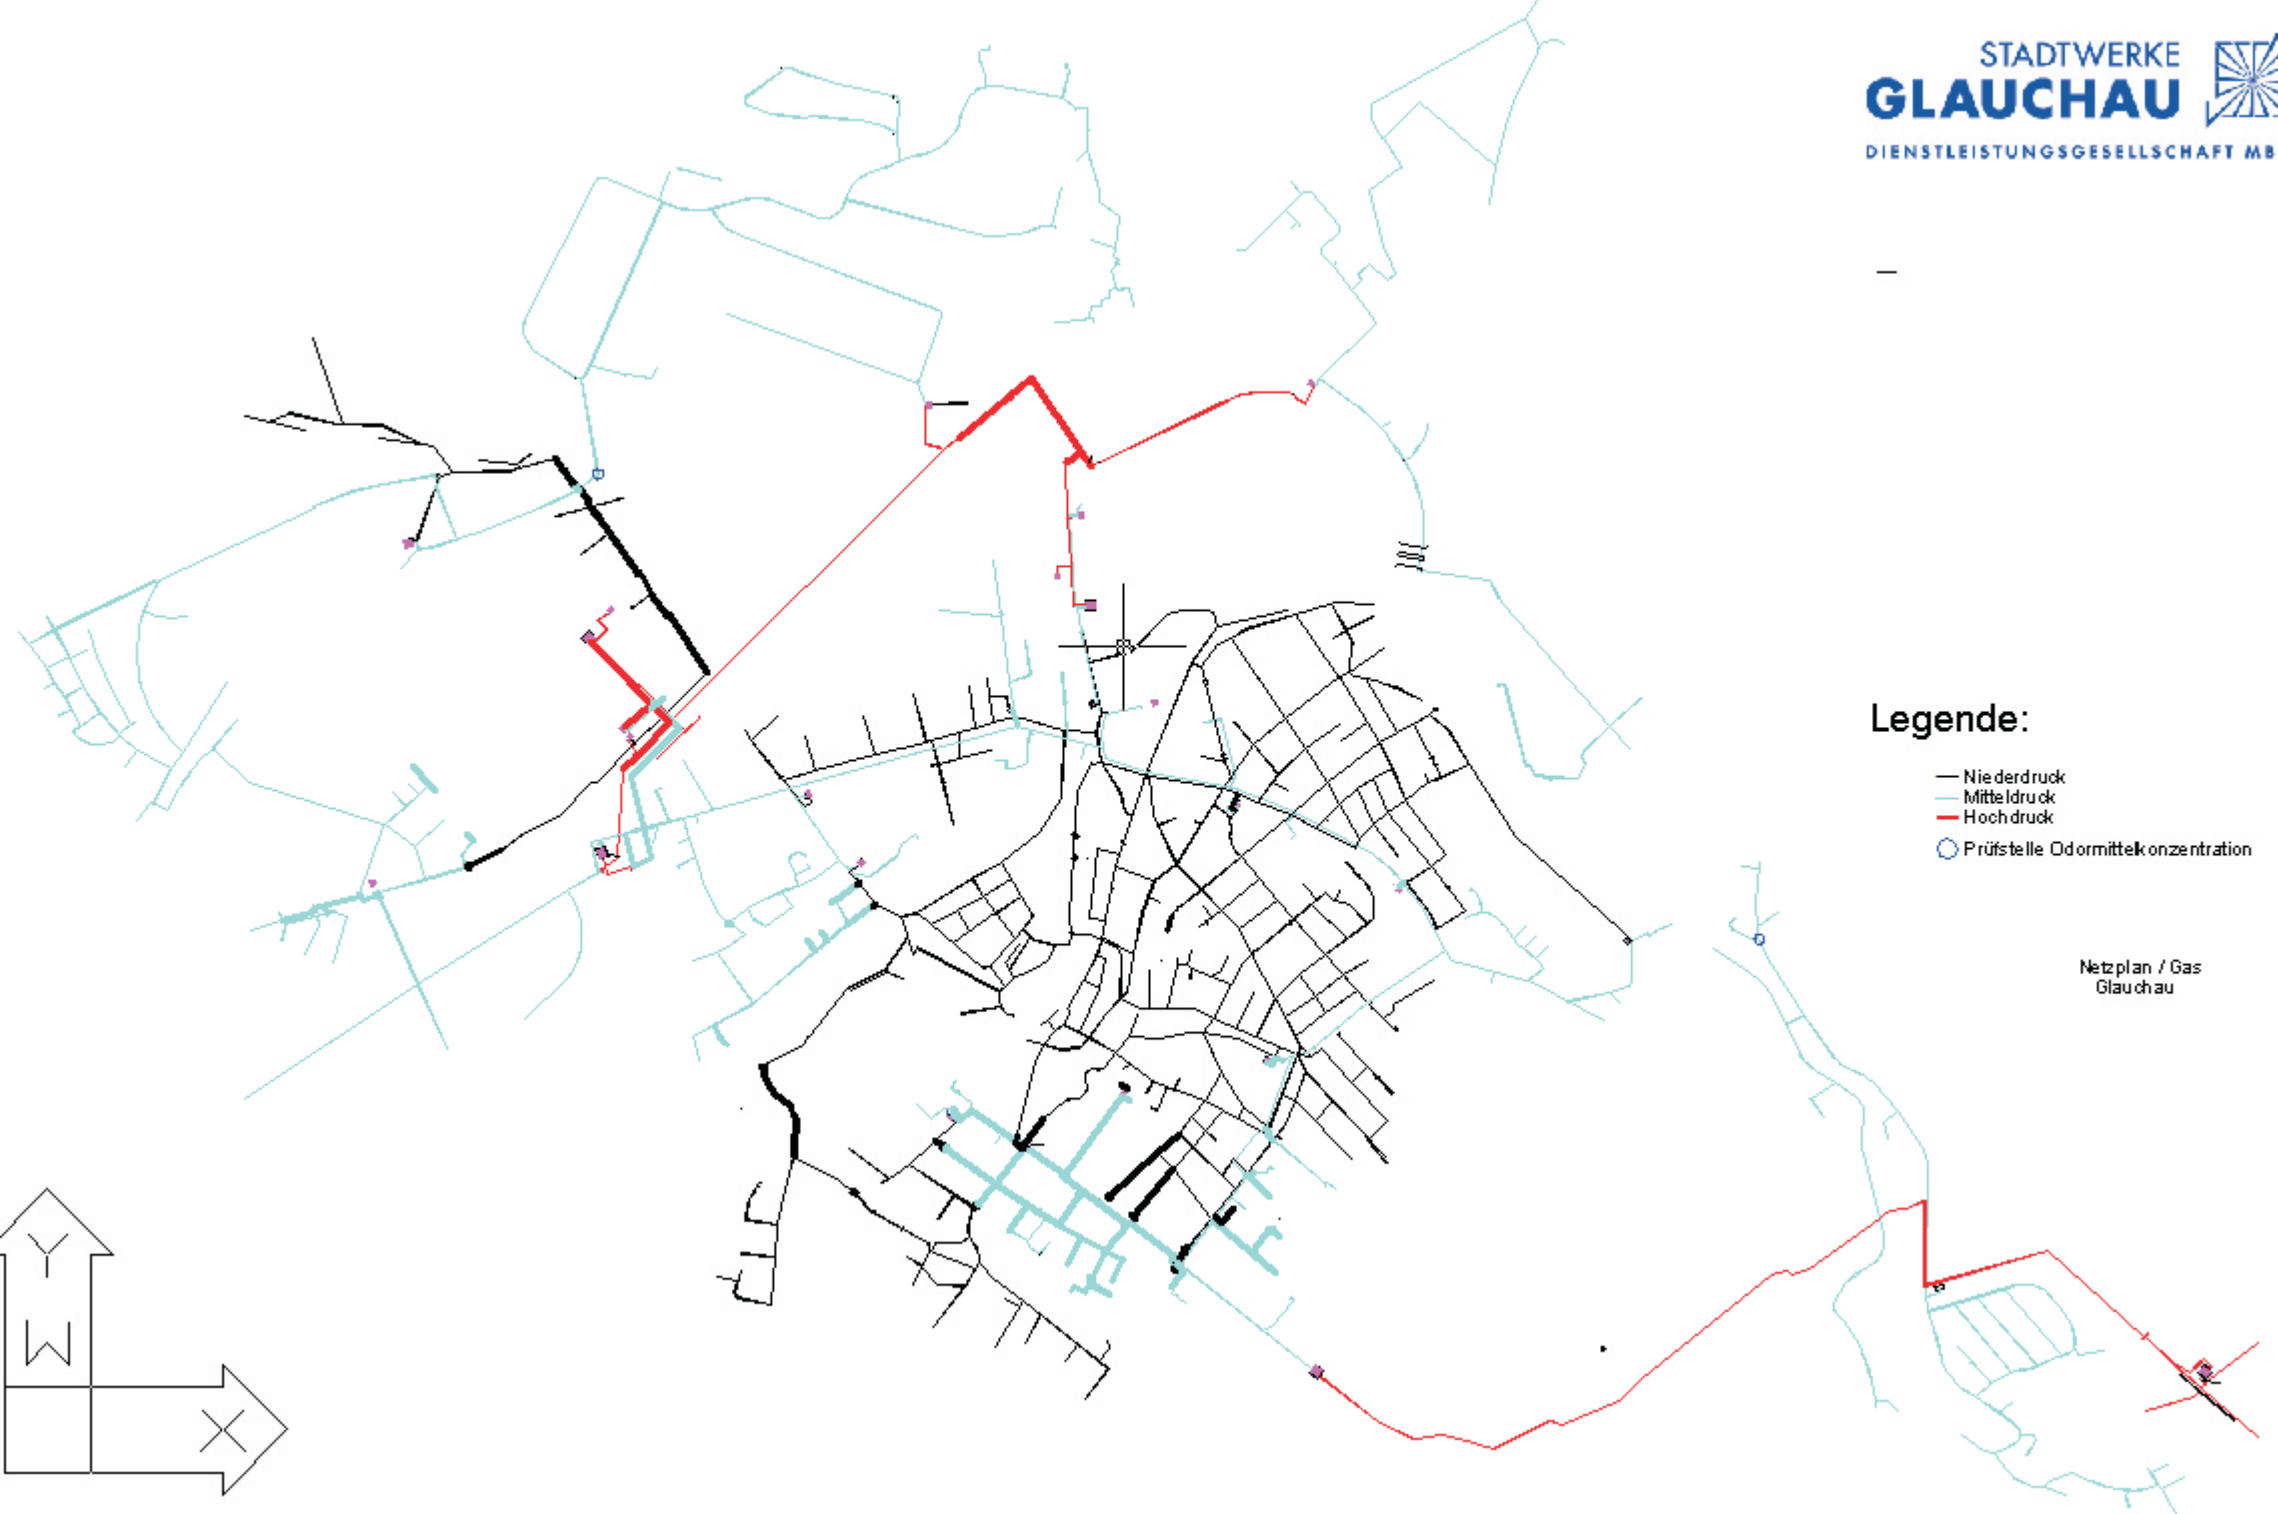 STADTWERKE
GLAUCHAU
DIENSTLEISTUNGSGESELLSCHAFT MB
Legende:
Niederdruck
Mitteldruck
Hochdruck
Prüfstelle Odormittelkonzentration
Netzplan / Gas
Glauchau
Y
W
X